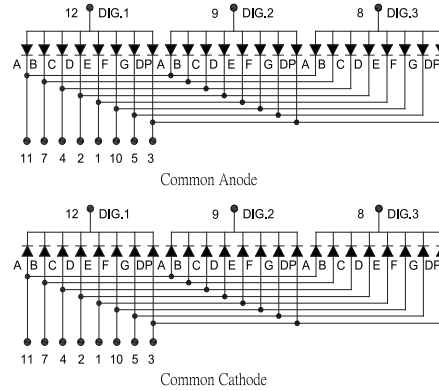 12 DIG.1 9 DIG.2 8 DIG.3
A B C D E F G DP A B C D E F G DP A B C D E F G DP
11 7 4 2 1 10 5 3
Common Anode
12 DIG.1 9 DIG.2 8 DIG.3
A B C D E F G DP A B C D E F G DP A B C D E F G DP
11 7 4 2 1 10 5 3
Common Cathode